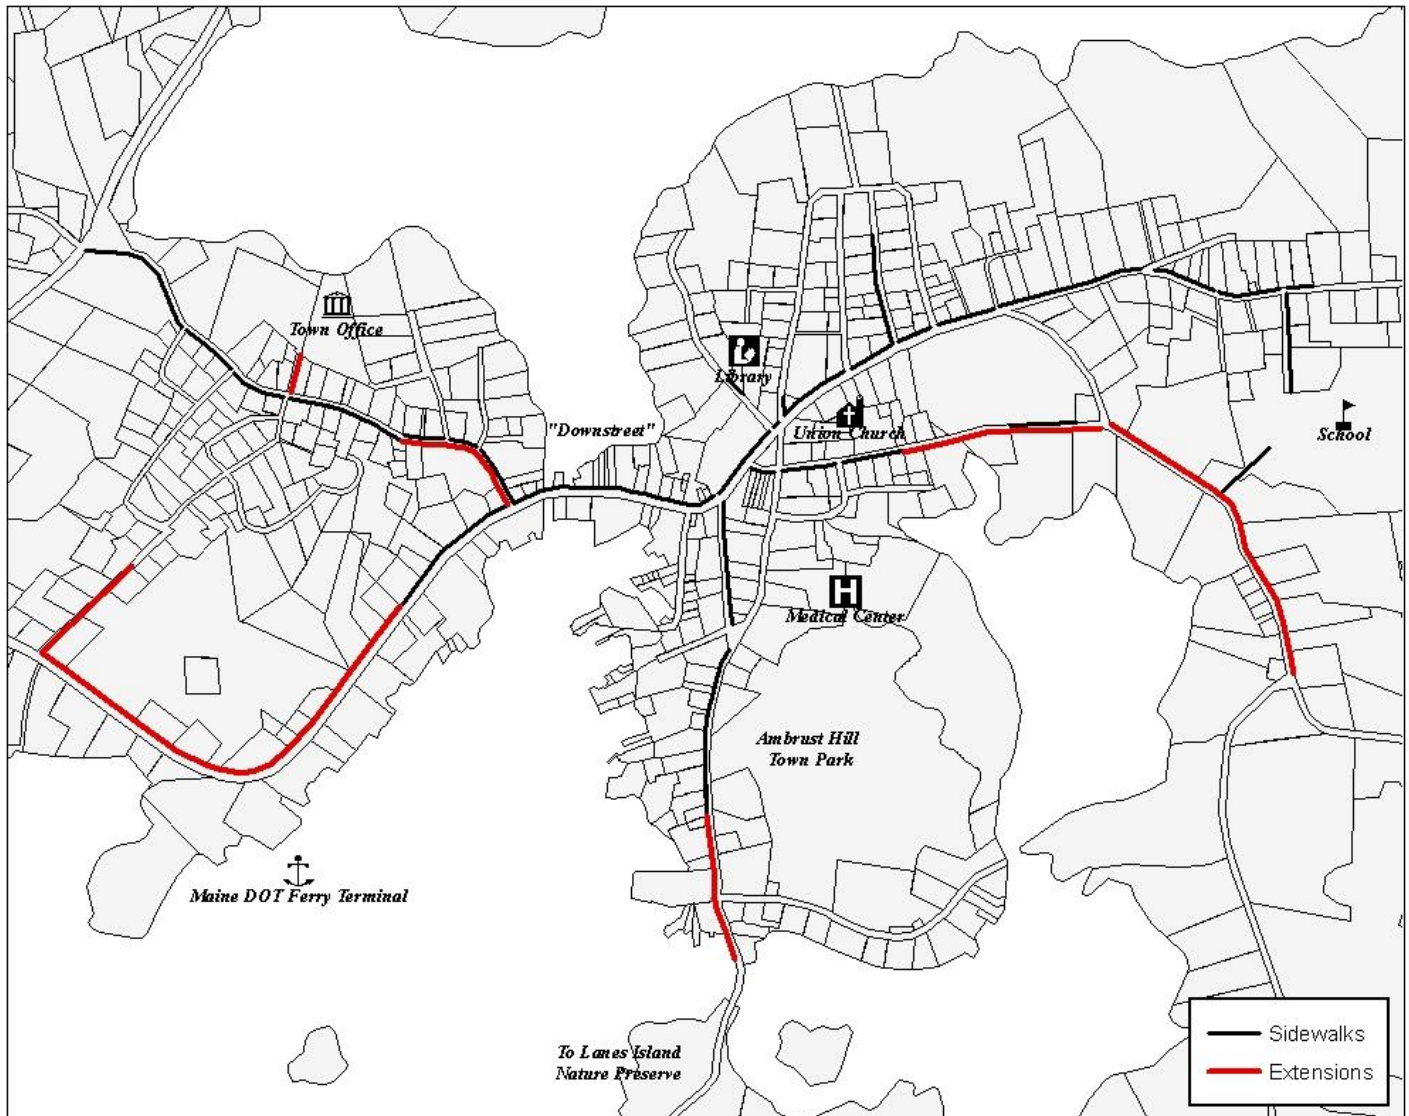 Town Office
Library
"Downstreet"
Union Church
School
H
Medical Center
Ambrust Hill
Town Park
Maine DOT Ferry Terminal
To Lanes Island
Nature Preserve
Sidewalks
Extensions